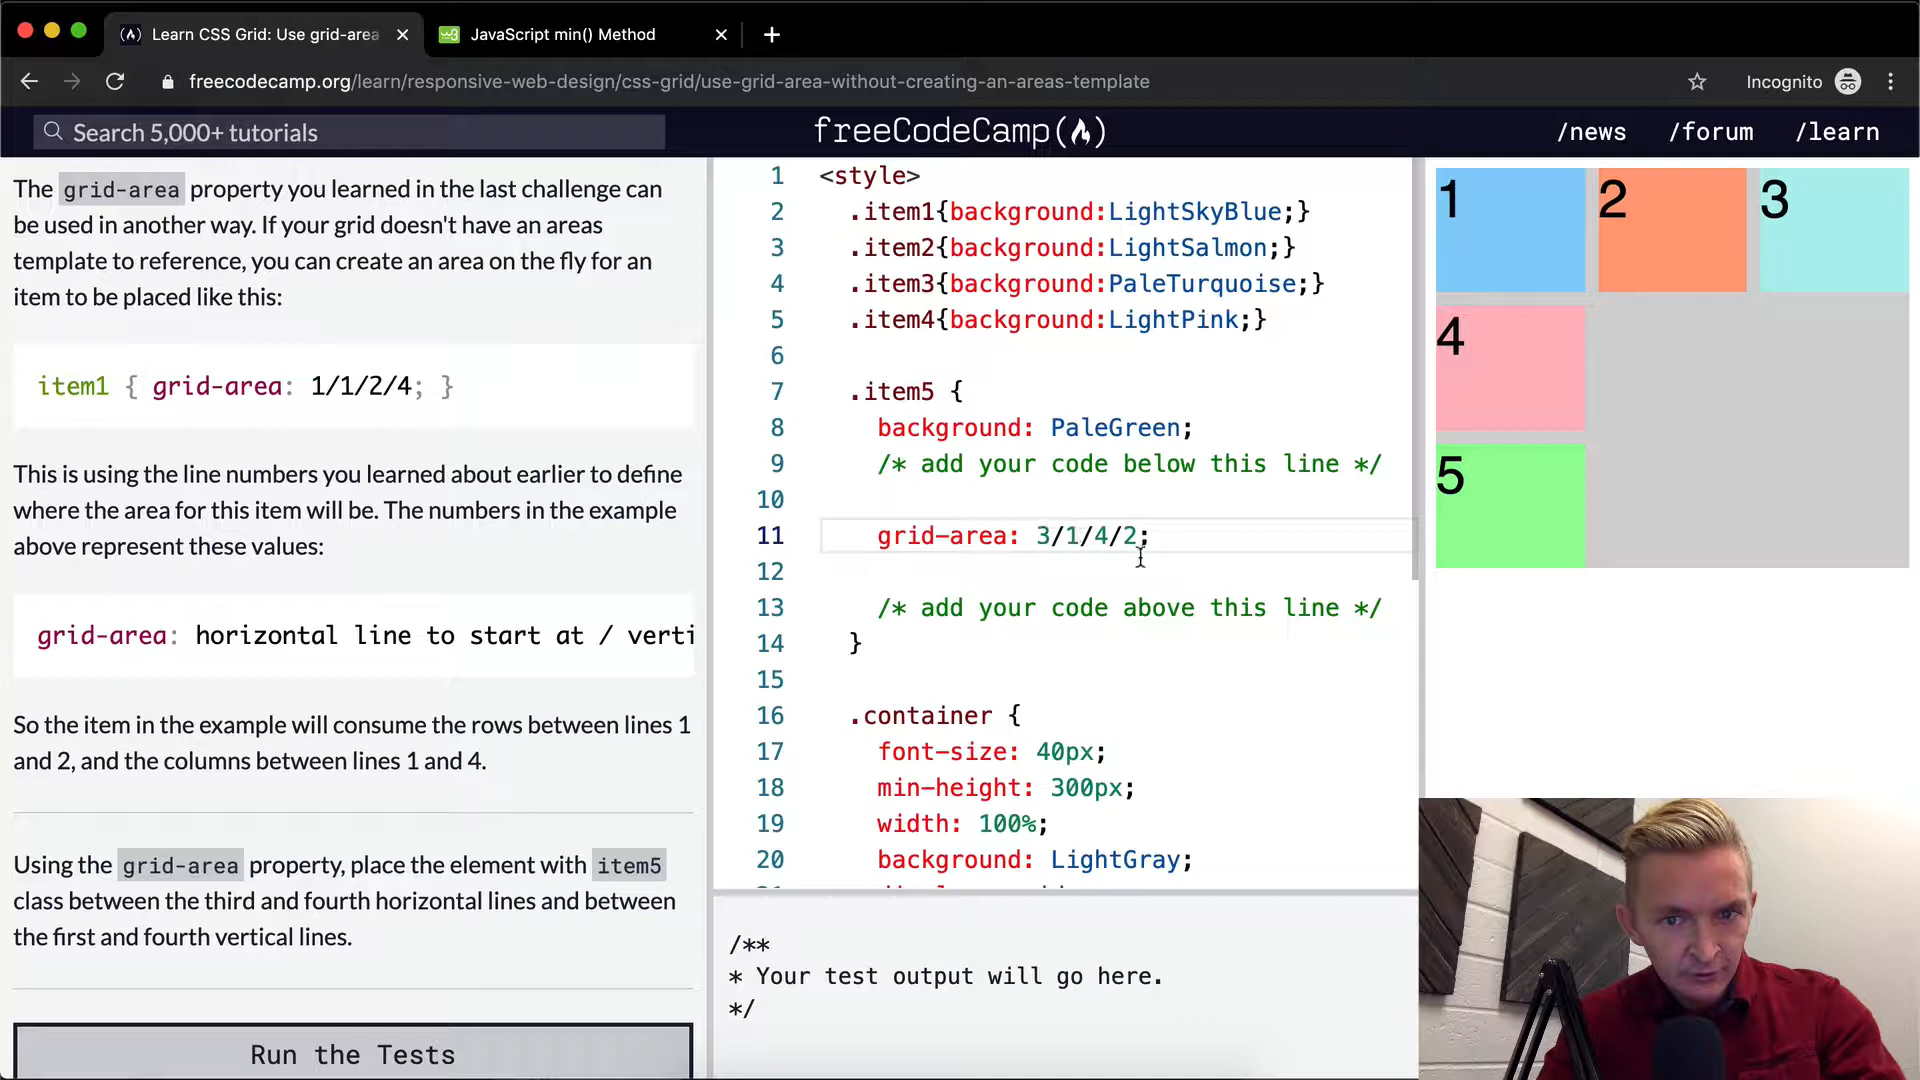 Learn CSS Grid: Use grid-area
JavaScript min() Method
freecodecamp.org/learn/responsive-web-design/css-grid/use-grid-area-without-creating-an-areas-template
Incognito
Search 5,000+ tutorials
freeCodeCamp
/news /forum /learn
The grid-area property you learned in the last challenge can
be used in another way. If your grid doesn't have an areas
template to reference, you can create an area on the fly for an
item to be placed like this:
item1 { grid-area: 1/1/2/4; }
This is using the line numbers you learned about earlier to define
where the area for this item will be. The numbers in the example
above represent these values:
grid-area: horizontal line to start at / verti
So the item in the example will consume the rows between lines 1
and 2, and the columns between lines 1 and 4.
Using the grid-area property, place the element with item5
class between the third and fourth horizontal lines and between
the first and fourth vertical lines.
Run the Tests
1 <style>
2 .item1{background:LightSkyBlue;}
3 .item2{background:LightSalmon;}
4 .item3{background:PaleTurquoise;}
5 .item4{background:LightPink;}
6
7 .item5 {
8 background: PaleGreen;
9 /* add your code below this line */
10
11 grid-area: 3/1/4/2;
12
13 /* add your code above this line */
14 }
15
16 .container {
17 font-size: 40px;
18 min-height: 300px;
19 width: 100%;
20 background: LightGray;
/**
* Your test output will go here.
*/
1 2 3
4
5